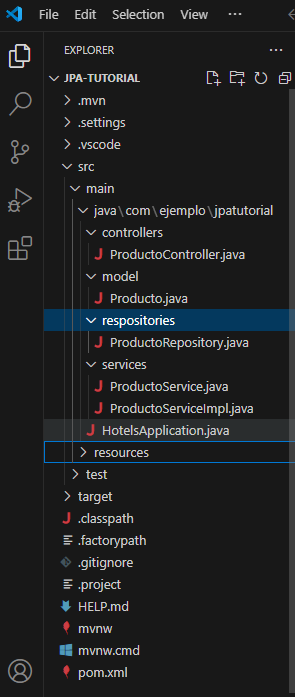 File Edit Selection View ...
EXPLORER ...
JPA-TUTORIAL
.mvn
.settings
.vscode
src
main
java\com\ejemplo\jpatutorial
controllers
J ProductoController.java
model
J Producto.java
respositories
J ProductoRepository.java
services
J ProductoService.java
J ProductoServiceImpl.java
J HotelsApplication.java
resources
test
target
J .classpath
.factorypath
.gitignore
.project
HELP.md
mvnw
mvnw.cmd
pom.xml